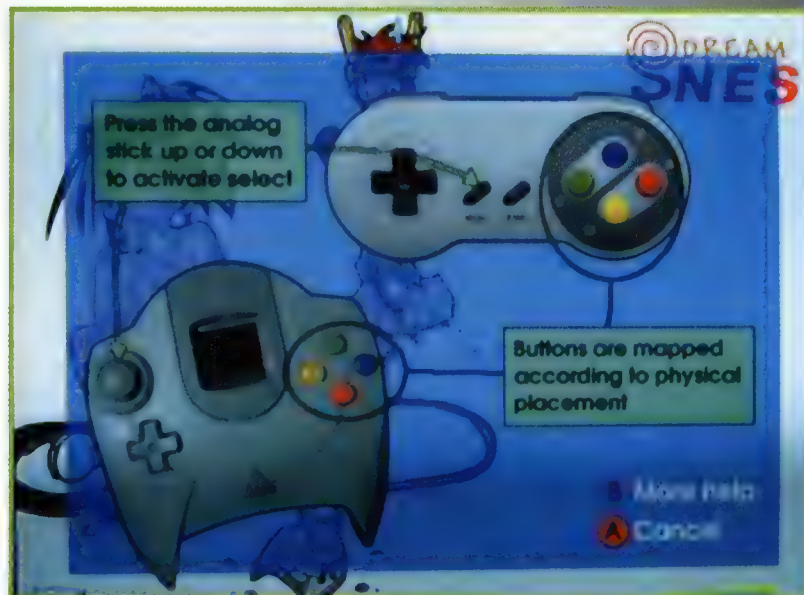 DREAM
SNES
Press the analog
stick up or down
to activate select
Buttons are mapped
according to physical
placement
B More help
A Cancel